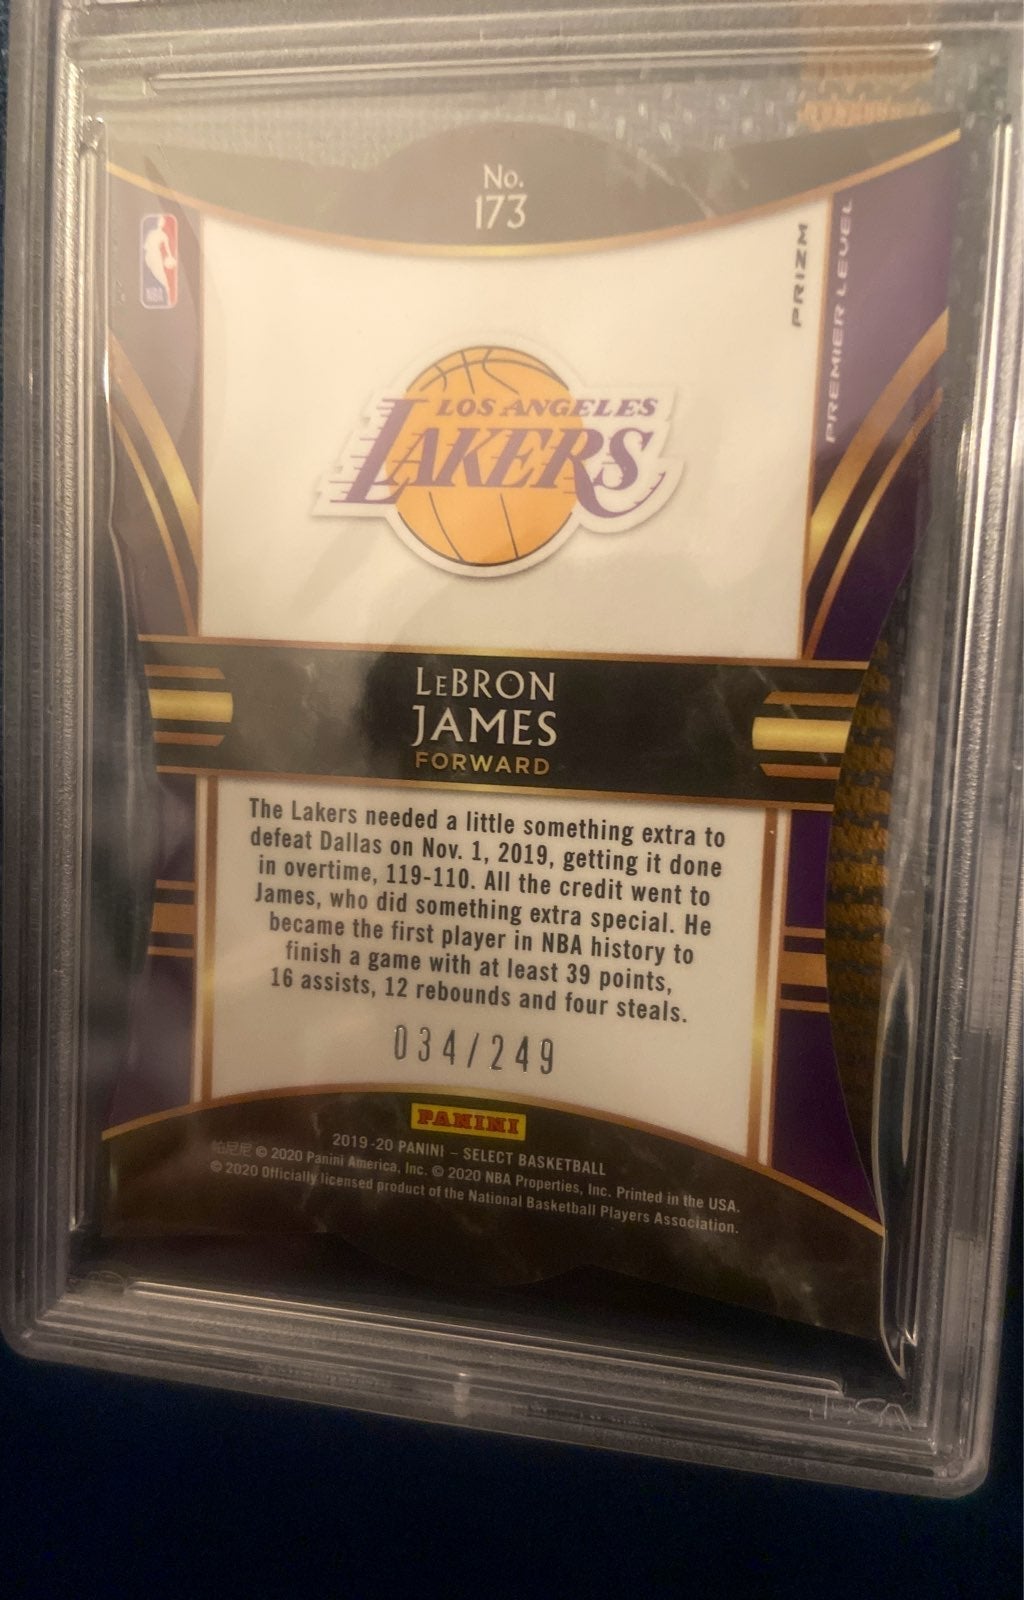 No.
173
NBA
PRIZM
PREMIER LEVEL
LOS ANGELES
LAKERS
LeBRON
JAMES
FORWARD
The Lakers needed a little something extra to
defeat Dallas on Nov. 1, 2019, getting it done
in overtime, 119-110. All the credit went to
James, who did something extra special. He
became the first player in NBA history to
finish a game with at least 39 points,
16 assists, 12 rebounds and four steals.
034/249
PANINI
2019-20 PANINI – SELECT BASKETBALL
帕尼尼 © 2020 Panini America, Inc. © 2020 NBA Properties, Inc. Printed in the USA.
© 2020 Officially licensed product of the National Basketball Players Association.
PSA